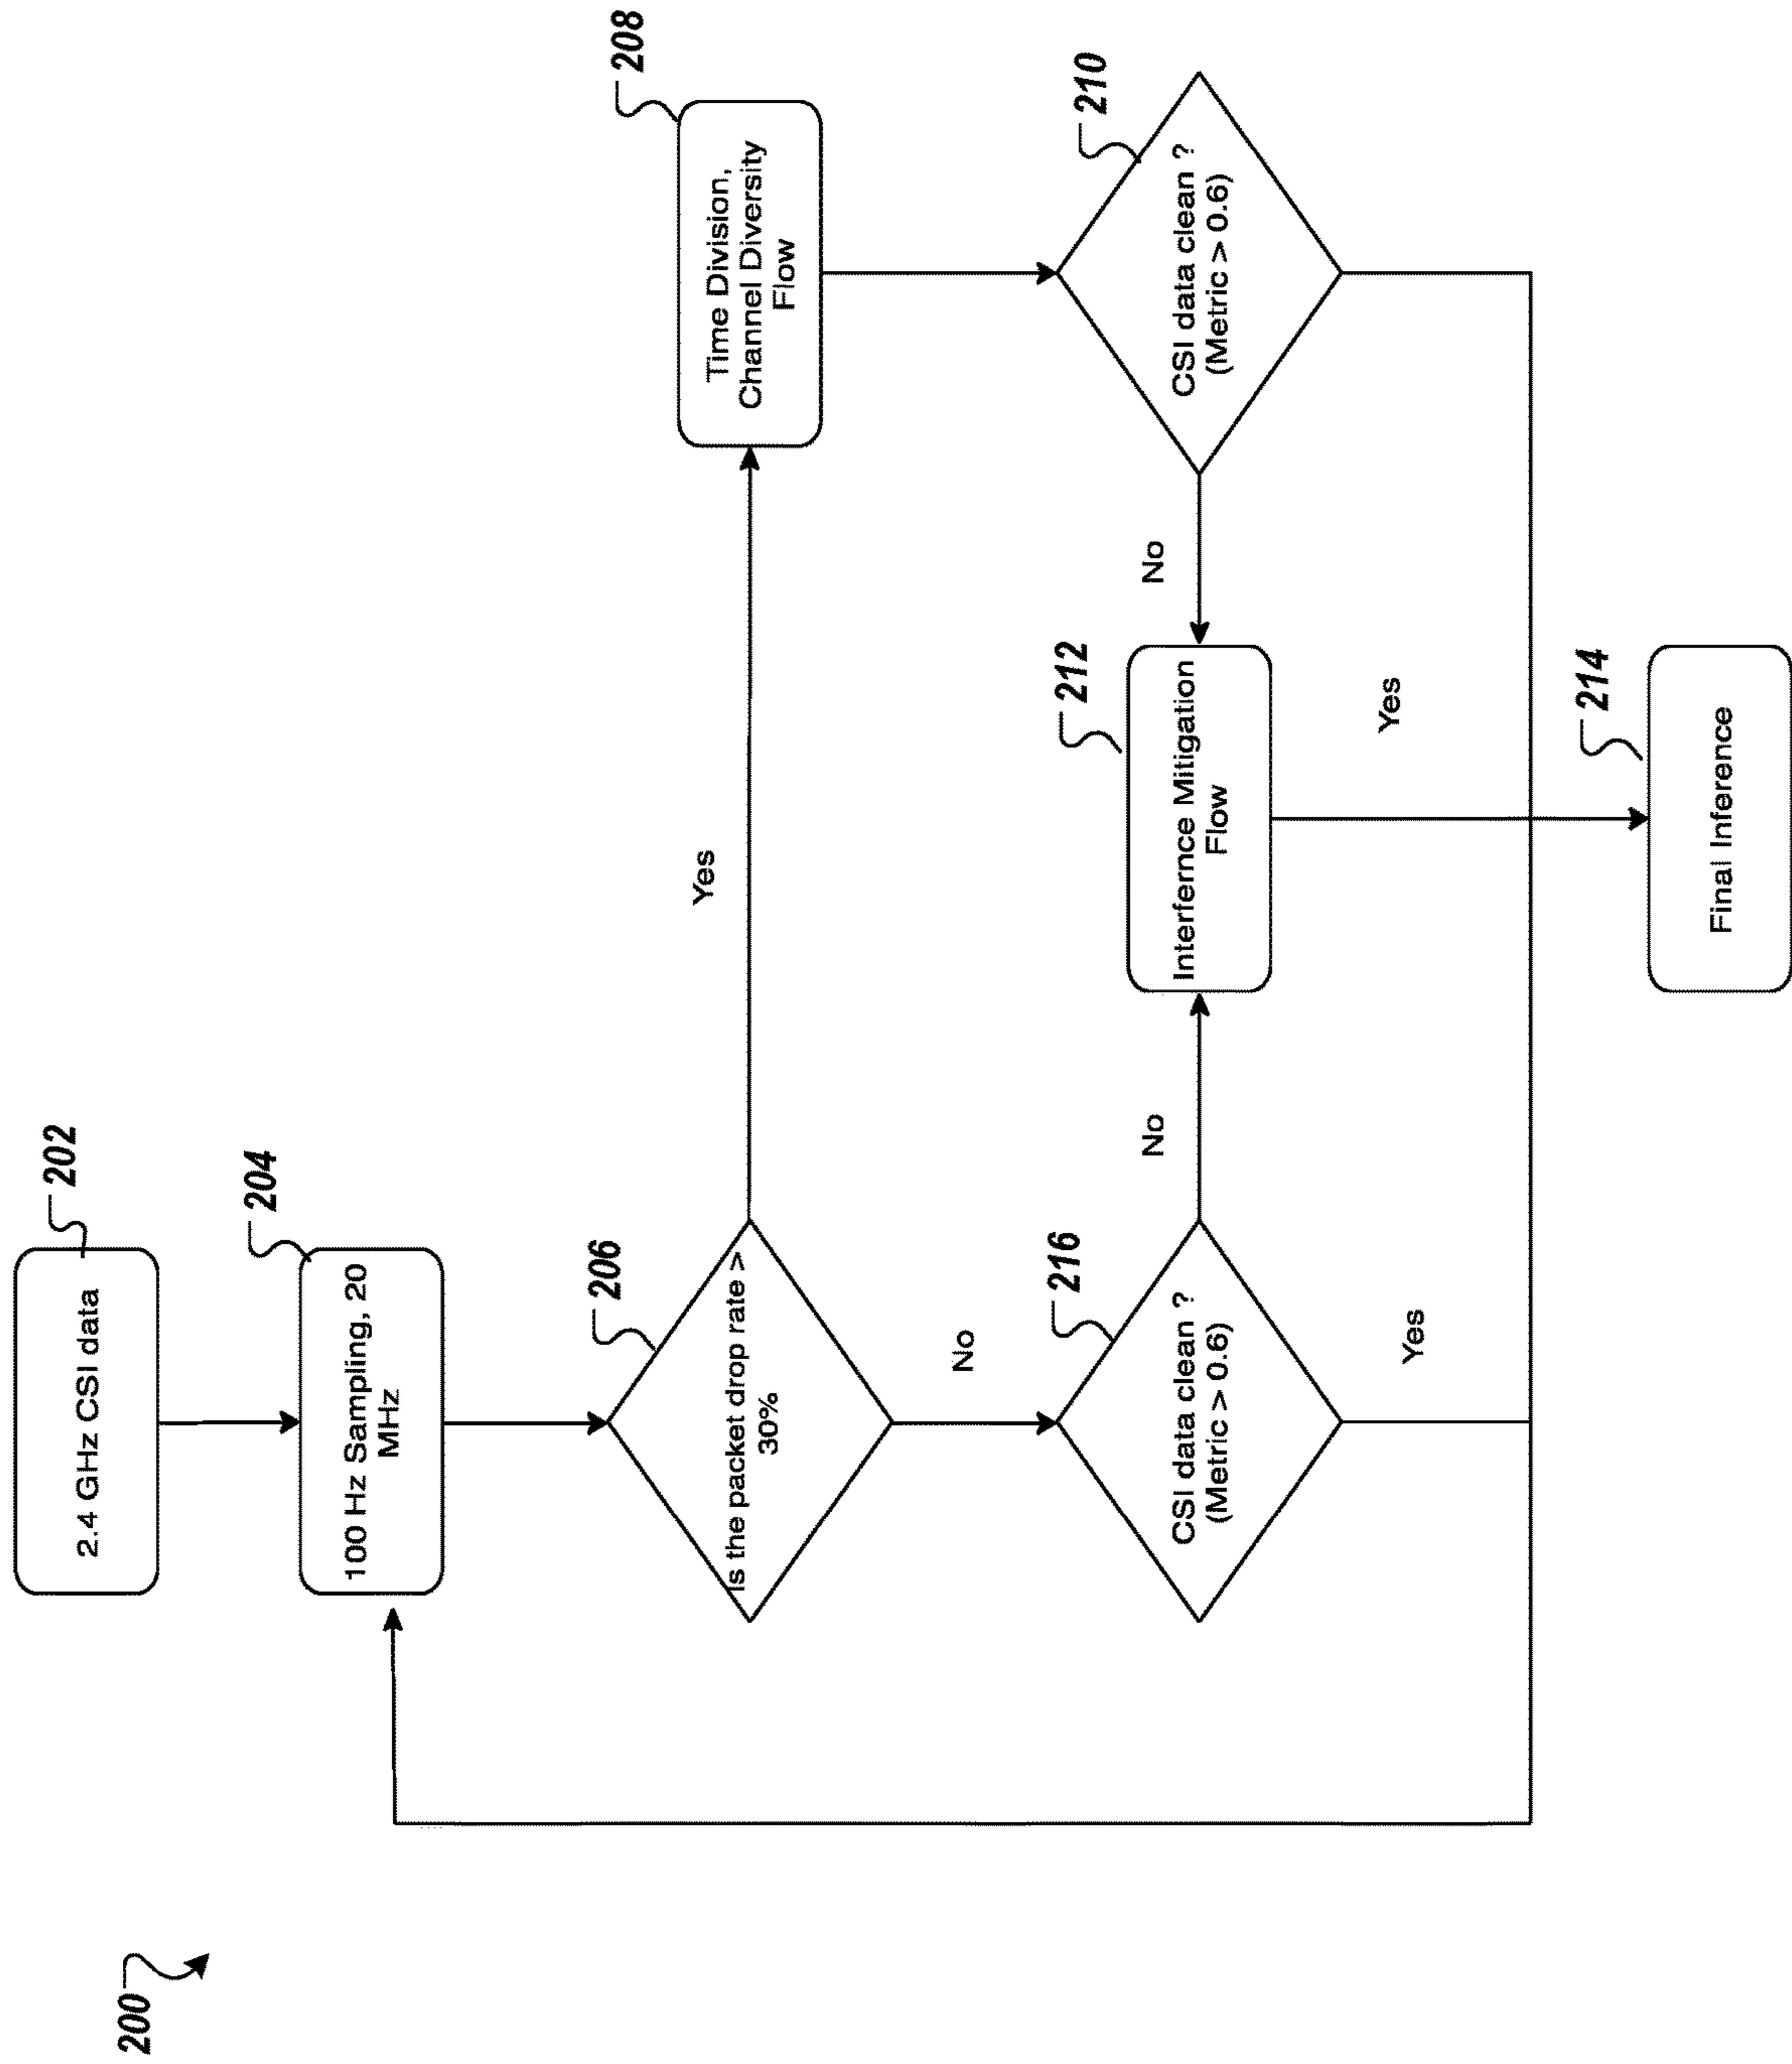 200
202
2.4 GHz CSI data
204
100 Hz Sampling, 20
MHz
206
Is the packet drop rate >
30%
Yes
208
Time Division,
Channel Diversity
Flow
No
216
CSI data clean ?
(Metric > 0.6)
No
212
Interfernce Mitigation
Flow
No
210
CSI data clean ?
(Metric > 0.6)
Yes
Yes
214
Final Inference